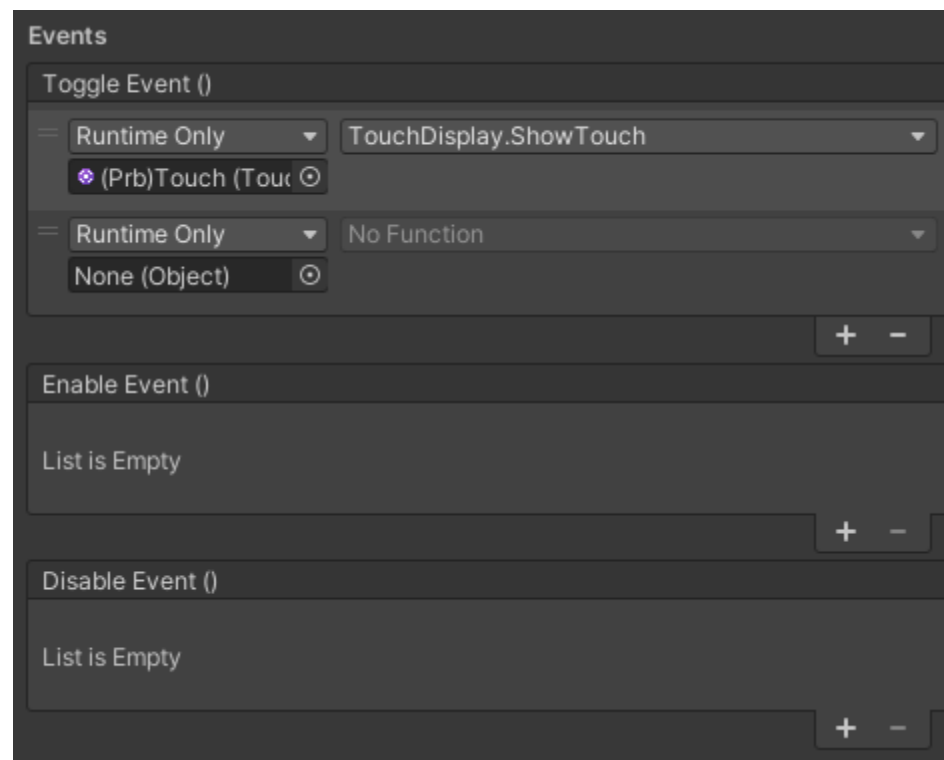 Events
Toggle Event ()
Runtime Only TouchDisplay.ShowTouch
(Prb)Touch (Touc
Runtime Only No Function
None (Object)
Enable Event ()
List is Empty
Disable Event ()
List is Empty